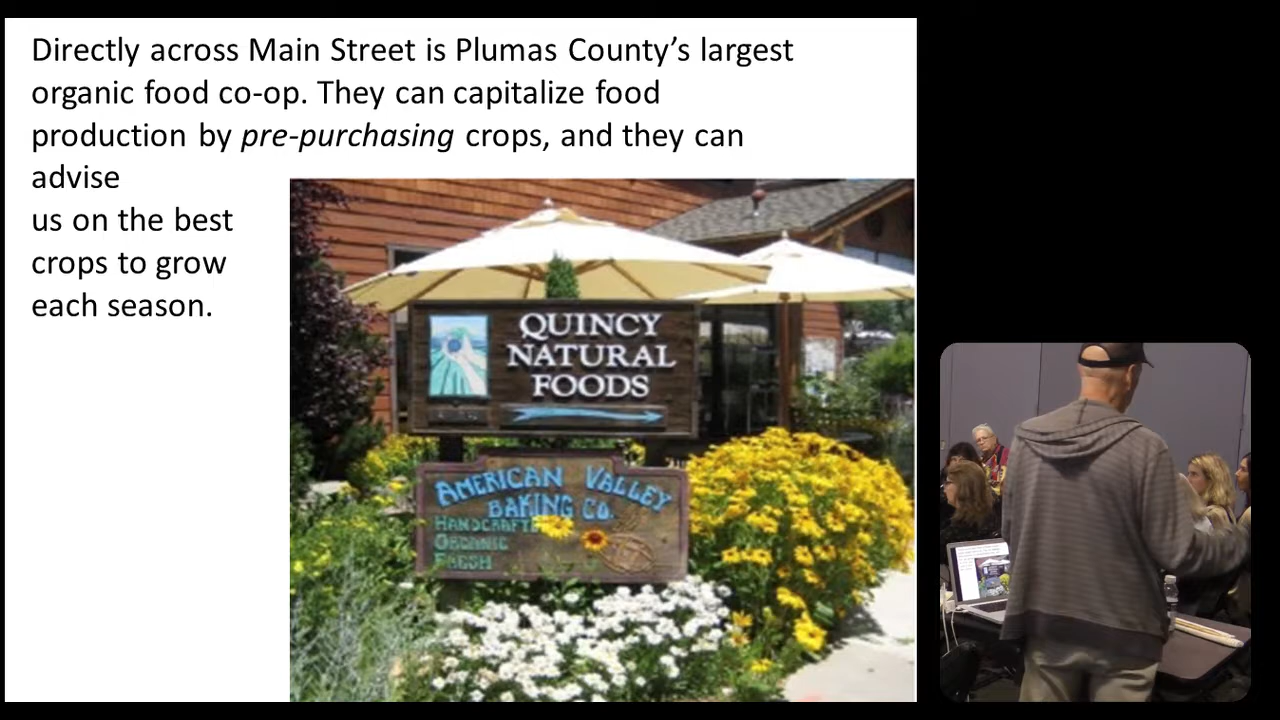 Directly across Main Street is Plumas County’s largest
organic food co-op. They can capitalize food
production by pre-purchasing crops, and they can
advise
us on the best
crops to grow
each season.
QUINCY
NATURAL
FOODS
AMERICAN VALLEY
BAKING CO.
ORGANIC
FRESH